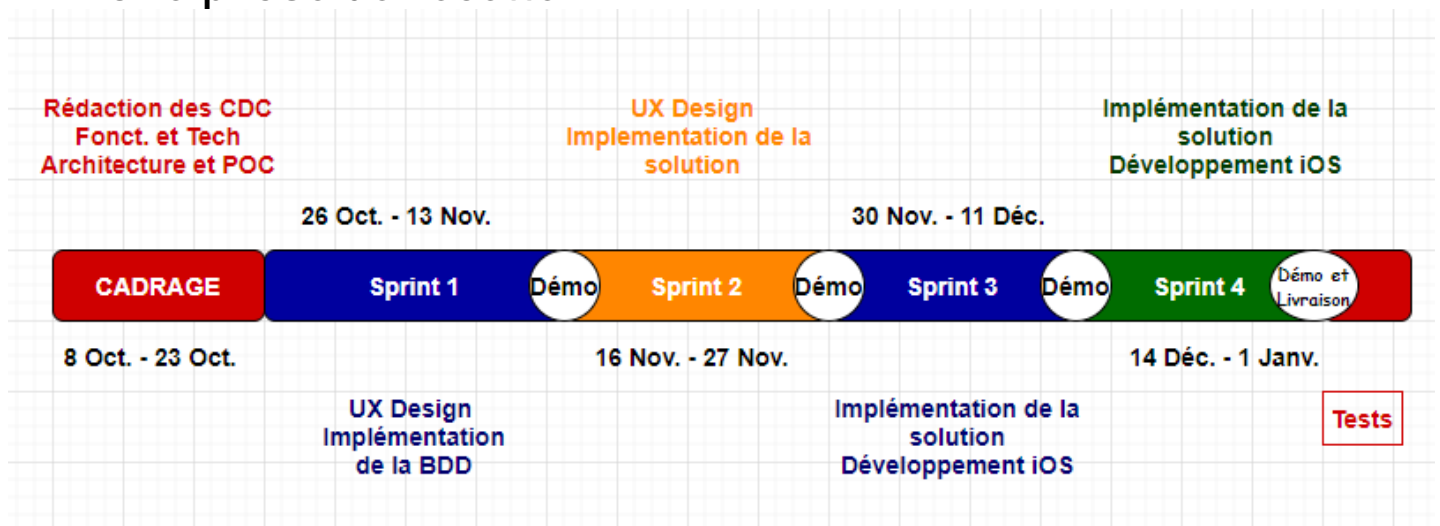 Rédaction des CDC
Fonct. et Tech
Architecture et POC
UX Design
Implementation de la
solution
Implémentation de la
solution
Développement iOS
26 Oct. - 13 Nov.
30 Nov. - 11 Déc.
CADRAGE
Sprint 1
Démo
Sprint 2
Démo
Sprint 3
Démo
Sprint 4
Démo et
Livraison
8 Oct. - 23 Oct.
16 Nov. - 27 Nov.
14 Déc. - 1 Janv.
UX Design
Implémentation
de la BDD
Implémentation de la
solution
Développement iOS
Tests